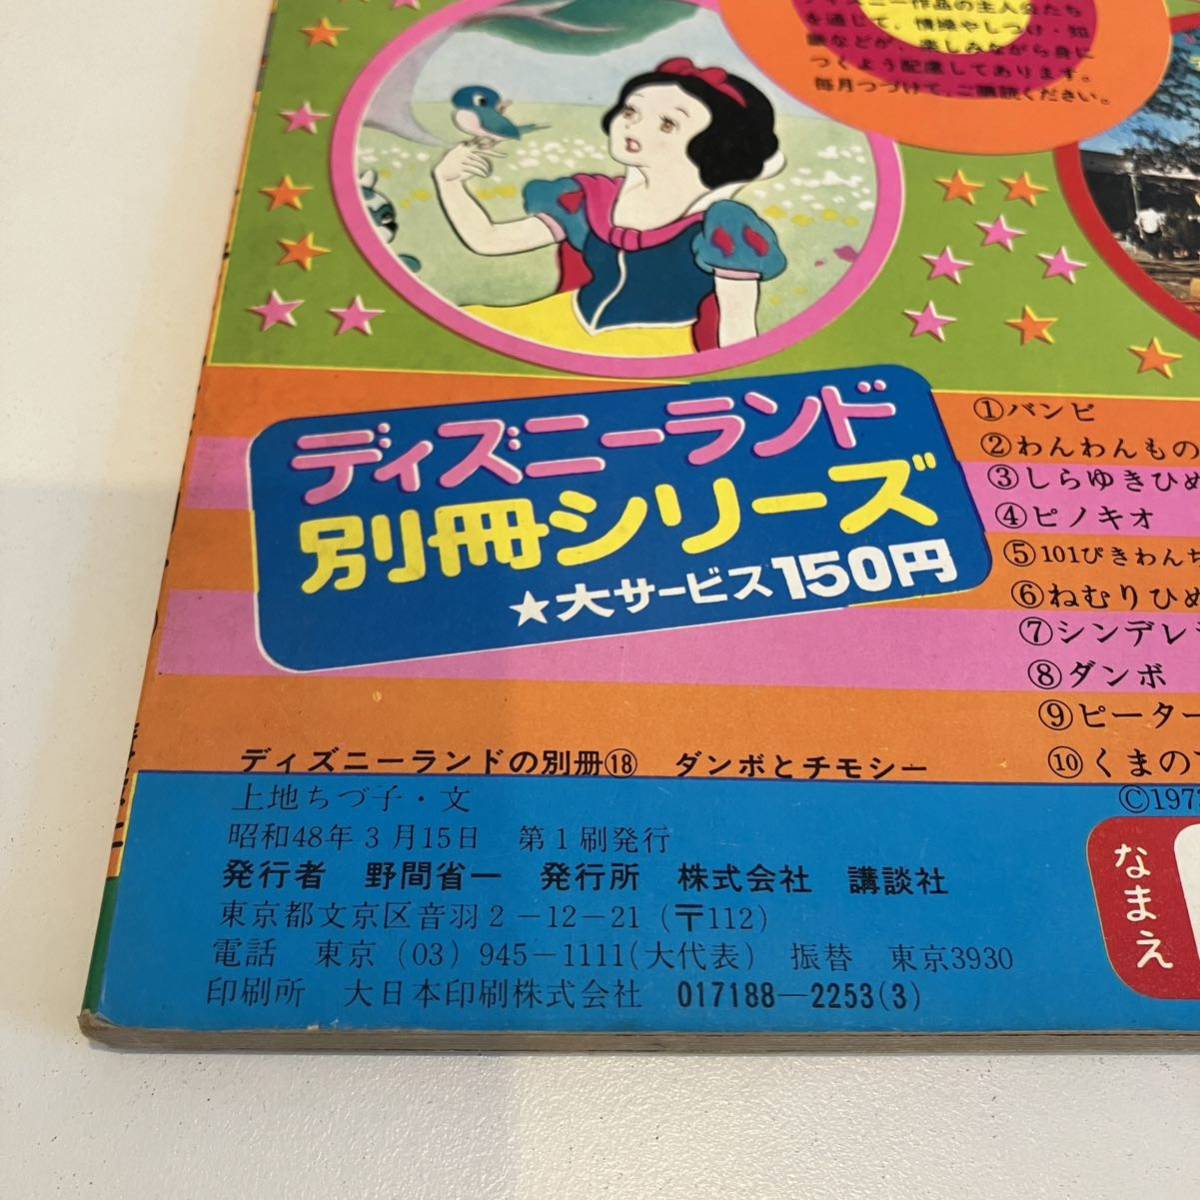 ディズニー作品の主人公たち
を通じて、情操やしつけ・知
識などが、楽しみながら身に
つくよう配慮してあります。
毎月つづけて、ご購読ください。
ディズニーランド
別冊シリーズ
★大サービス150円
①バンビ
②わんわんもの
③しらゆきひめ
④ピノキオ
⑤101ぴきわんち
⑥ねむりひめ
⑦シンデレラ
⑧ダンボ
⑨ピーター
⑩くまのプ
ディズニーランドの別冊⑱ ダンボとチモシー
上地ちづ子・文
©197
昭和48年3月15日 第1刷発行
発行者 野間省一 発行所 株式会社 講談社
東京都文京区音羽2-12-21(〒112)
電話 東京(03)945-1111(大代表) 振替 東京3930
印刷所 大日本印刷株式会社 017188-2253(3)
なまえ